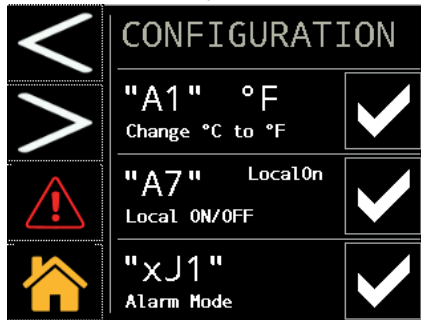 CONFIGURATION
"A1" °F
Change °C to °F
"A7" LocalOn
Local ON/OFF
"xJ1"
Alarm Mode